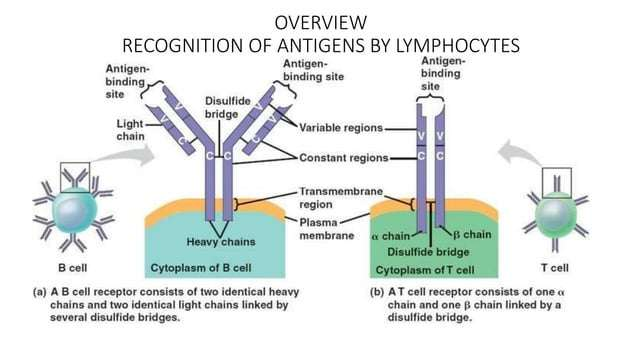 OVERVIEW
RECOGNITION OF ANTIGENS BY LYMPHOCYTES
Antigen-
binding
site
Antigen-
binding site
Antigen-
binding
site
Disulfide
bridge
Light
chain
Variable regions
Constant regions
Transmembrane
region
Plasma
membrane
V
V
C
C
C
V
V
C
V
V
C
C
Heavy chains
α chain
β chain
Disulfide bridge
B cell
Cytoplasm of B cell
Cytoplasm of T cell
T cell
(a) A B cell receptor consists of two identical heavy
chains and two identical light chains linked by
several disulfide bridges.
(b) A T cell receptor consists of one α
chain and one β chain linked by a
disulfide bridge.